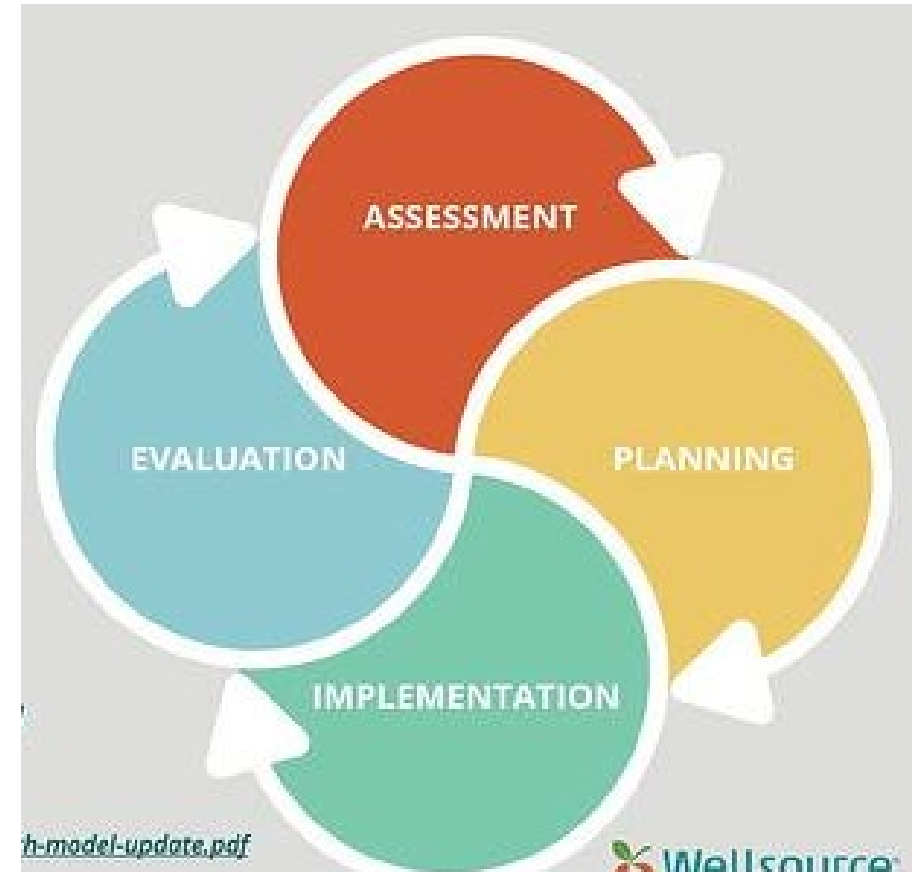 ASSESSMENT
EVALUATION
PLANNING
IMPLEMENTATION
h-model-update.pdf
Wellsource